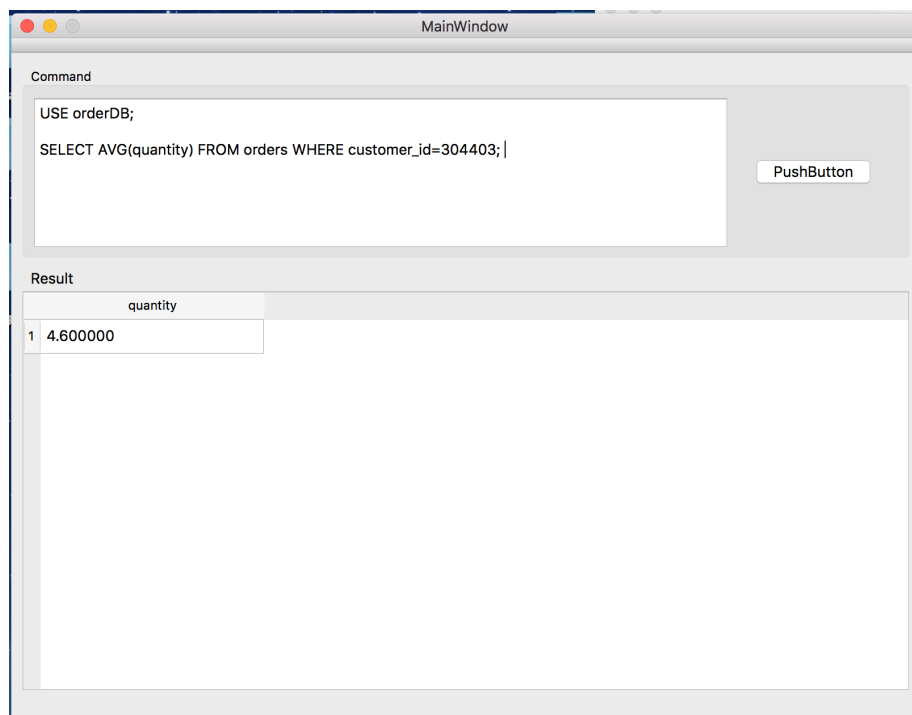 MainWindow
Command
USE orderDB;
SELECT AVG(quantity) FROM orders WHERE customer_id=304403;
PushButton
Result
quantity
1 4.600000